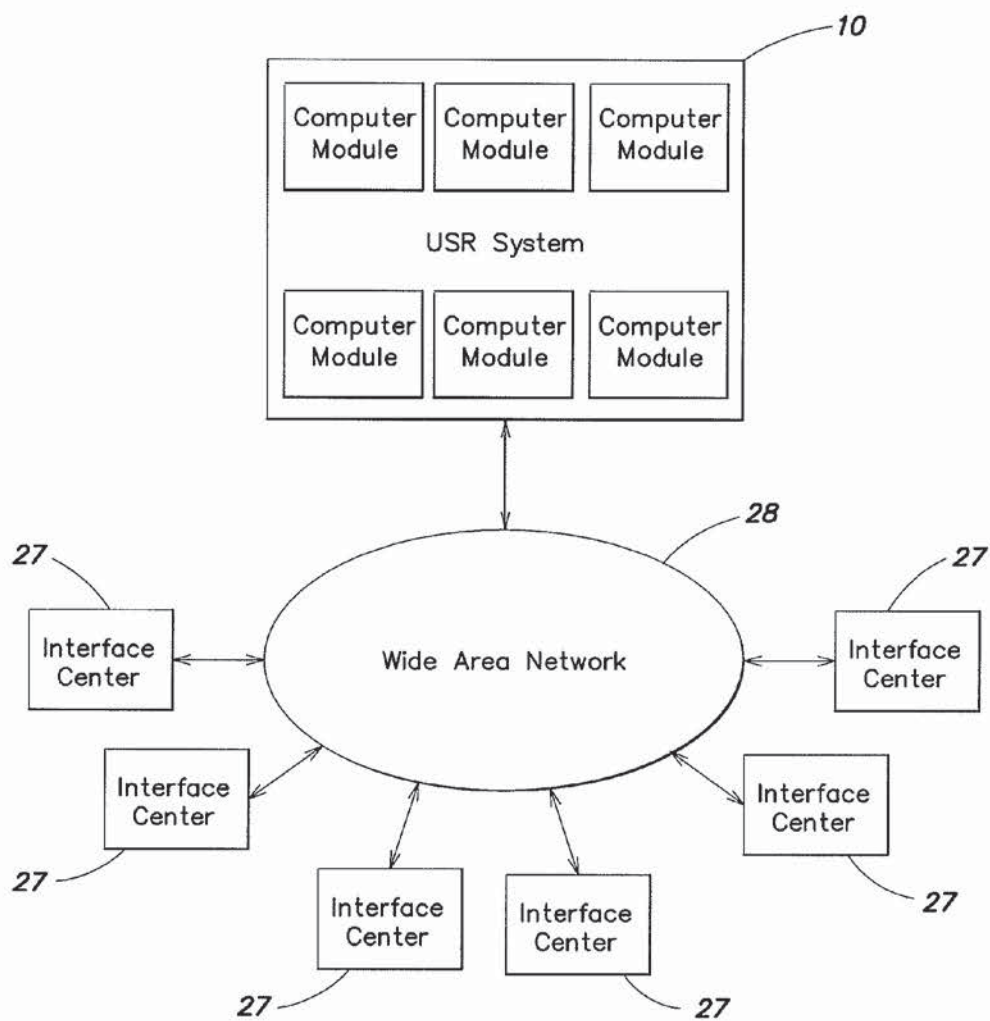 10
Computer Module
Computer Module
Computer Module
USR System
Computer Module
Computer Module
Computer Module
28
27
27
Interface Center
Wide Area Network
Interface Center
Interface Center
Interface Center
27
27
Interface Center
Interface Center
27
27